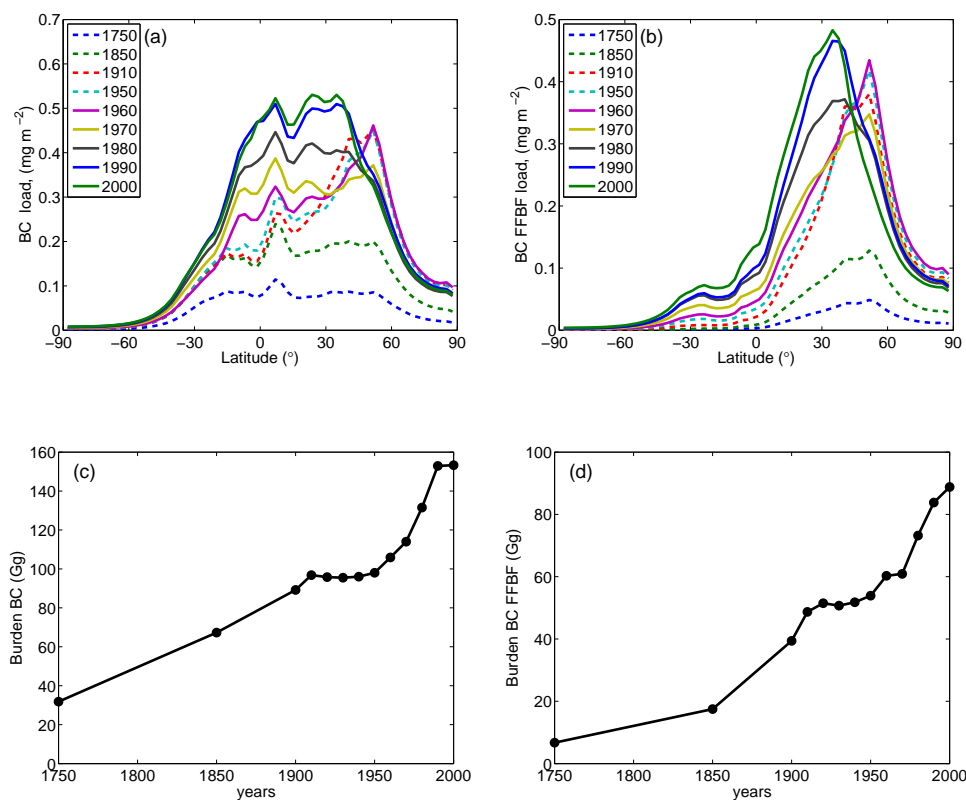 (a)
BC load, (mg m−2)
0.7
0.6
0.5
0.4
0.3
0.2
0.1
0
1750
1850
1910
1950
1960
1970
1980
1990
2000
−90 −60 −30 0 30 60 90
Latitude (°)
(b)
BC FFBF load, (mg m−2)
0.5
0.4
0.3
0.2
0.1
0
1750
1850
1910
1950
1960
1970
1980
1990
2000
−90 −60 −30 0 30 60 90
Latitude (°)
(c)
Burden BC (Gg)
160
140
120
100
80
60
40
20
0
1750 1800 1850 1900 1950 2000
years
(d)
Burden BC FFBF (Gg)
100
80
60
40
20
0
1750 1800 1850 1900 1950 2000
years